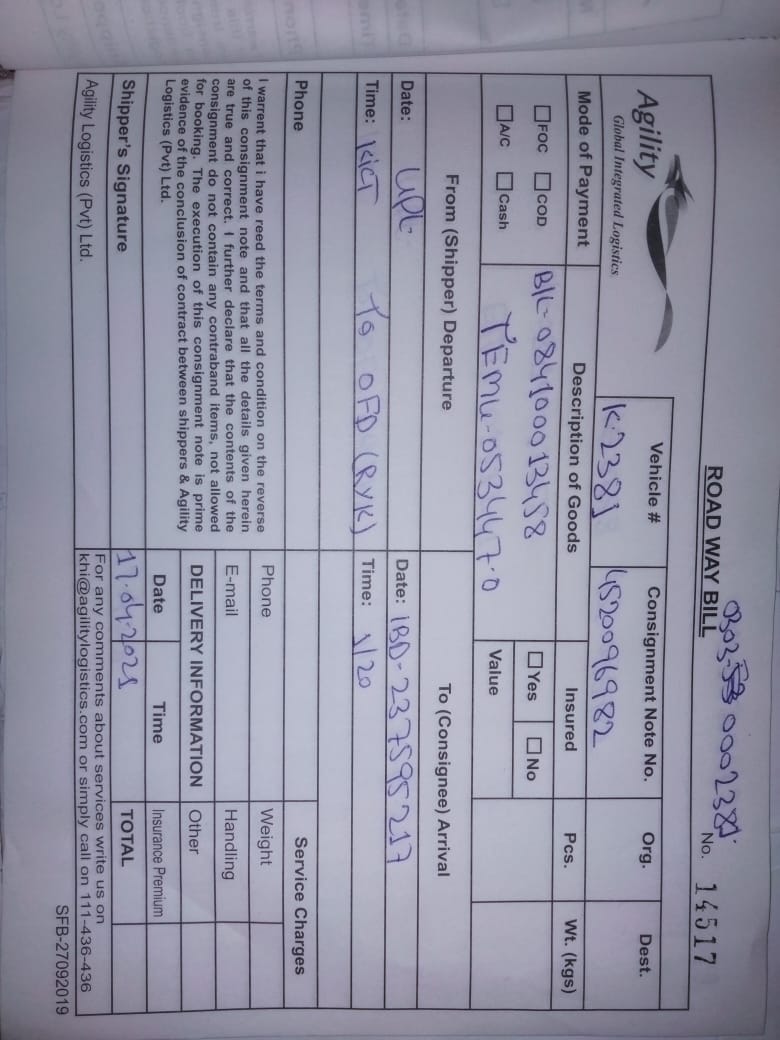 0303-53 0002381
ROAD WAY BILL
No. 14517
Agility
Global Integrated Logistics
Vehicle #
K-2381
Consignment Note No.
4520096982
Org.
Dest.
Mode of Payment
Description of Goods
Insured
Pcs.
Wt. (kgs)
FOC COD
B/L-084100013458
Yes No
A/C Cash
TEMU-053447-0
Value
From (Shipper) Departure
To (Consignee) Arrival
Date: UPL
Date: IBD-237595217
Time: KICT To OFD (RYK)
Time: 1/20
Phone
Service Charges
I warrent that i have reed the terms and condition on the reverse
of this consignment note and that all the details given herein
are true and correct. I further declare that the contents of the
consignment do not contain any contraband items, not allowed
for booking. The execution of this consignment note is prime
evidence of the conclusion of contract between shippers & Agility
Logistics (Pvt) Ltd.
Phone
Weight
E-mail
Handling
DELIVERY INFORMATION
Other
Date
Time
Insurance Premium
Shipper's Signature
17-04-2021
TOTAL
Agility Logistics (Pvt) Ltd.
For any comments about services write us on
khi@agilitylogistics.com or simply call on 111-436-436
SFB-27092019